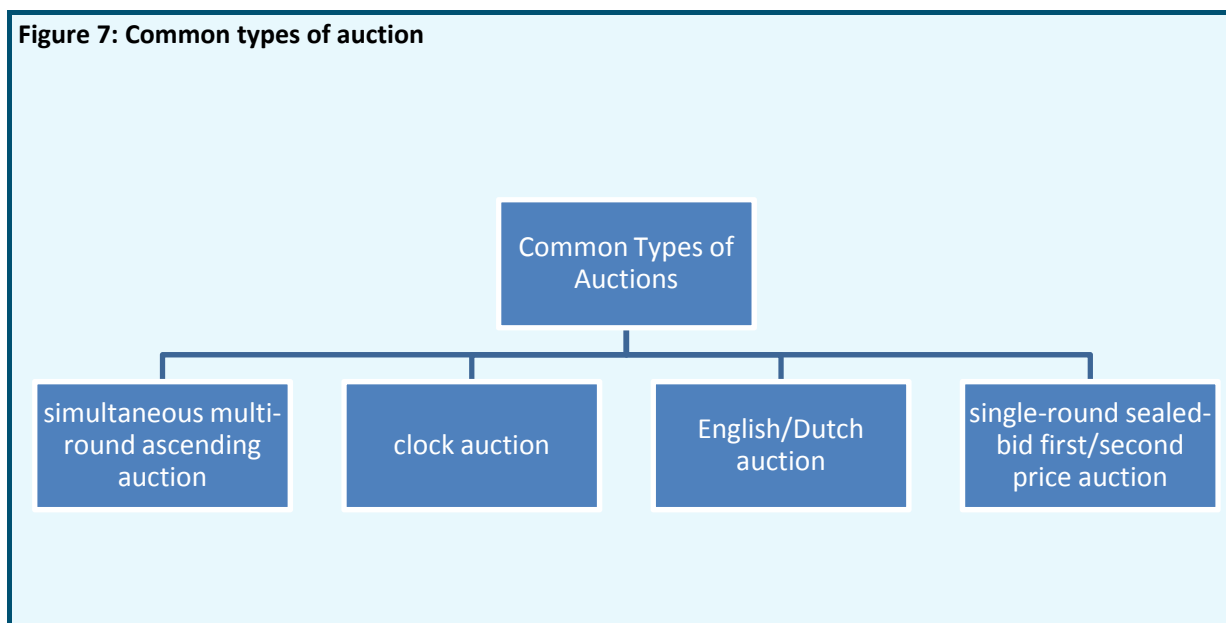 Figure 7: Common types of auction
Common Types of
Auctions
simultaneous multi-
round ascending
auction
clock auction
English/Dutch
auction
single-round sealed-
bid first/second
price auction